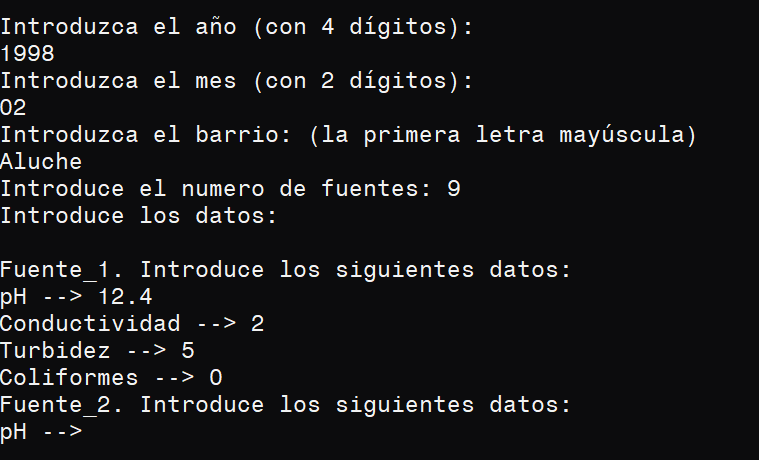 Introduzca el año (con 4 dígitos):
1998
Introduzca el mes (con 2 dígitos):
02
Introduzca el barrio: (la primera letra mayúscula)
Aluche
Introduce el numero de fuentes: 9
Introduce los datos:
Fuente_1. Introduce los siguientes datos:
pH --> 12.4
Conductividad --> 2
Turbidez --> 5
Coliformes --> 0
Fuente_2. Introduce los siguientes datos:
pH -->